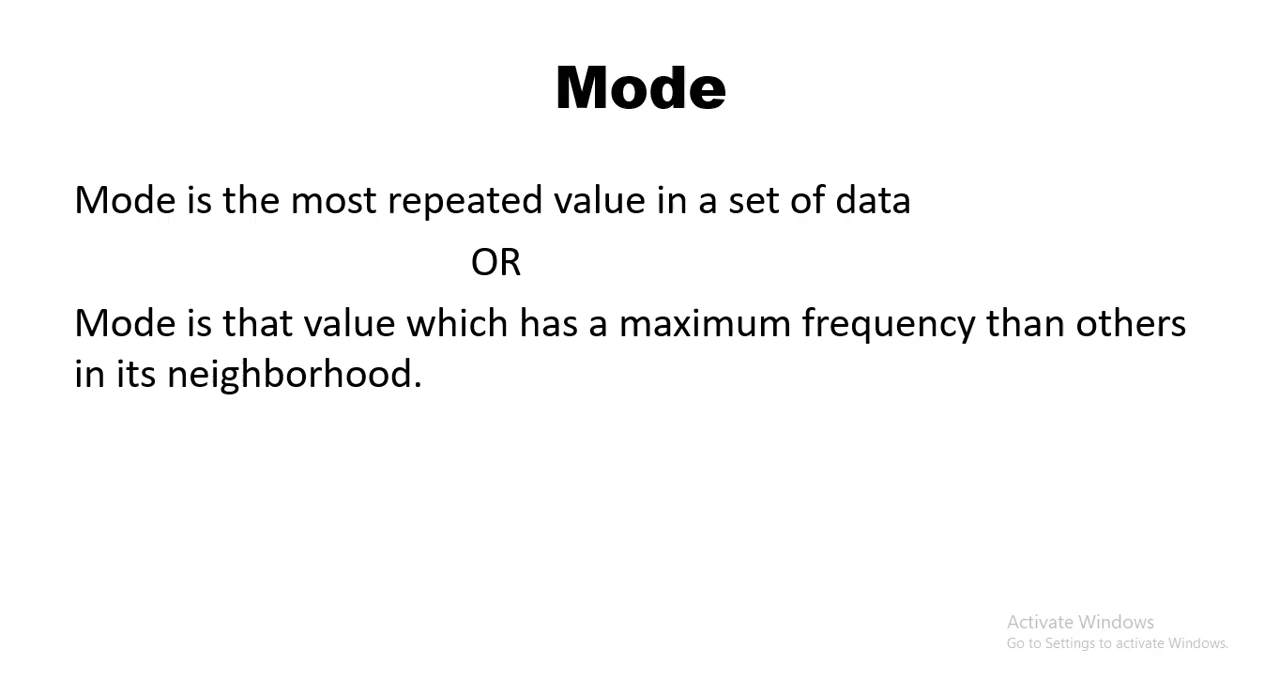 Mode
Mode is the most repeated value in a set of data
OR
Mode is that value which has a maximum frequency than others
in its neighborhood.
Activate Windows
Go to Settings to activate Windows.